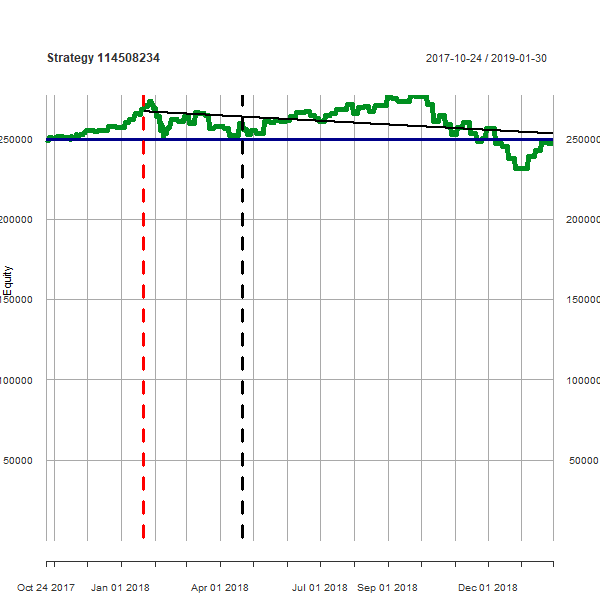 Strategy 114508234
2017-10-24 / 2019-01-30
250000 250000
200000 200000
Equity
150000 150000
100000 100000
50000 50000
Oct 24 2017 Jan 01 2018 Apr 01 2018 Jul 01 2018 Sep 01 2018 Dec 01 2018